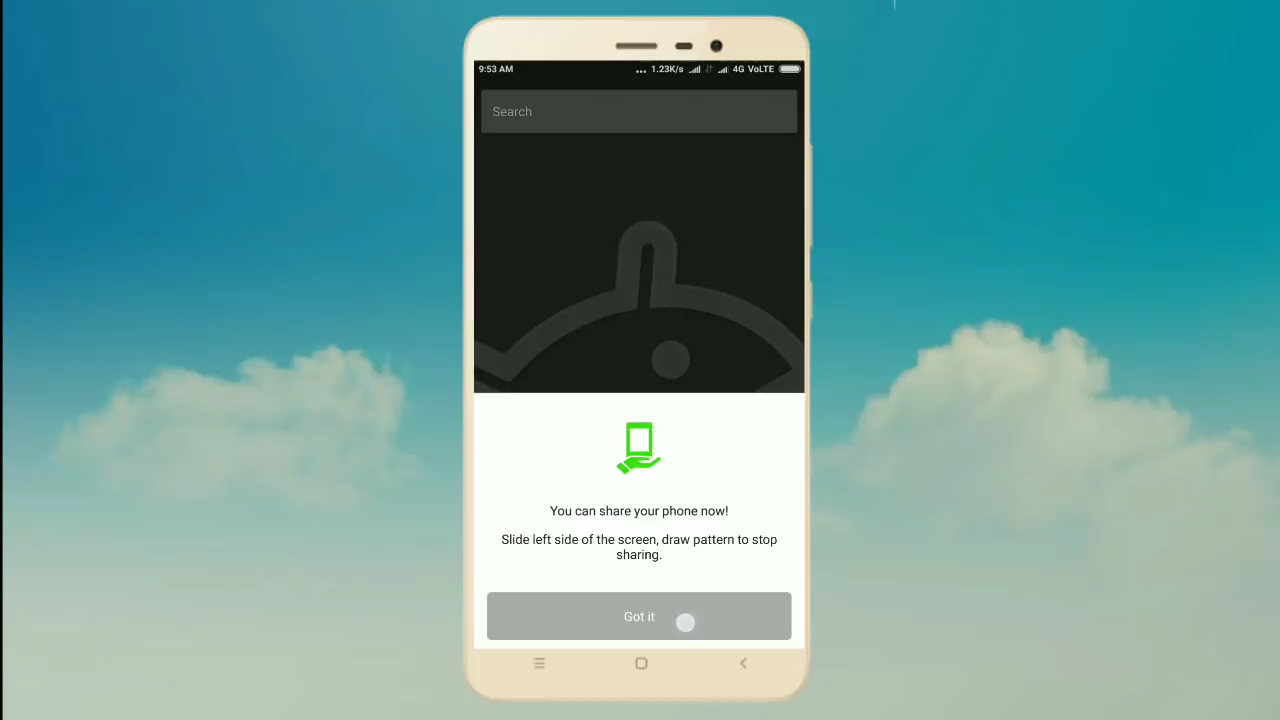 9:53 AM ... 1.23K/s 4G VoLTE
Search
You can share your phone now!
Slide left side of the screen, draw pattern to stop
sharing.
Got it